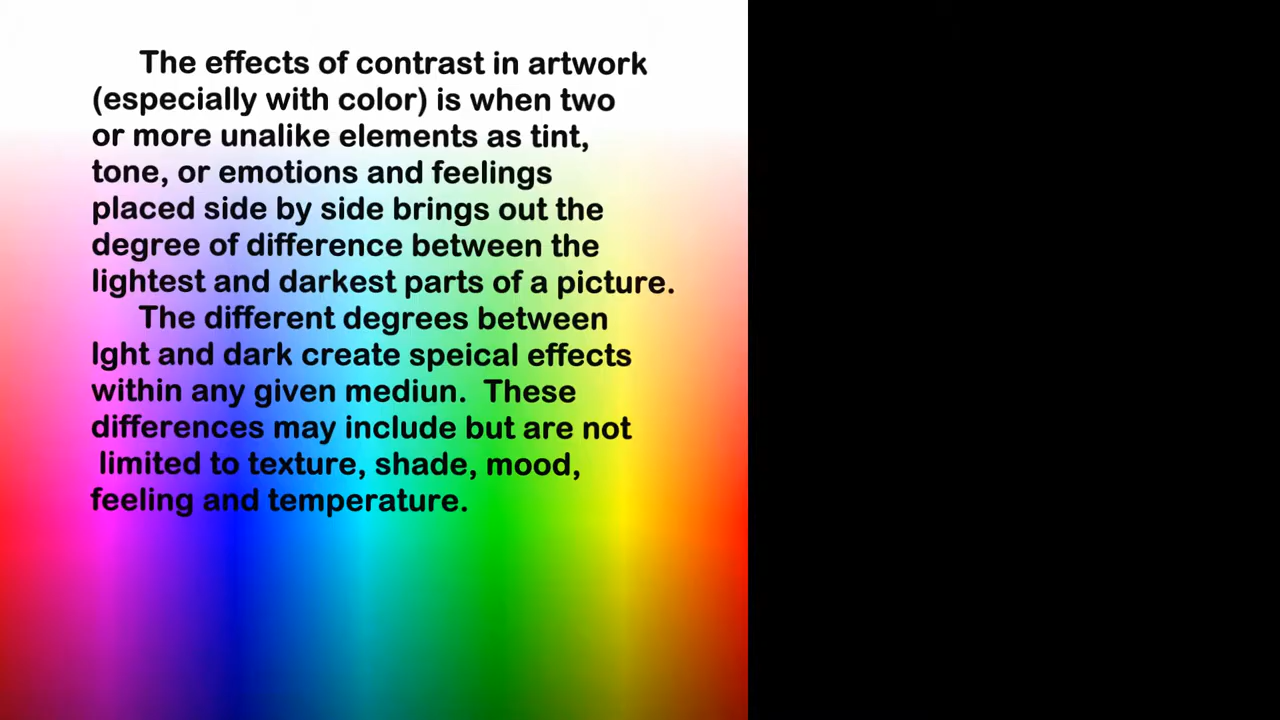 The effects of contrast in artwork
(especially with color) is when two
or more unalike elements as tint,
tone, or emotions and feelings
placed side by side brings out the
degree of difference between the
lightest and darkest parts of a picture.
The different degrees between
lght and dark create speical effects
within any given mediun.  These
differences may include but are not
limited to texture, shade, mood,
feeling and temperature.